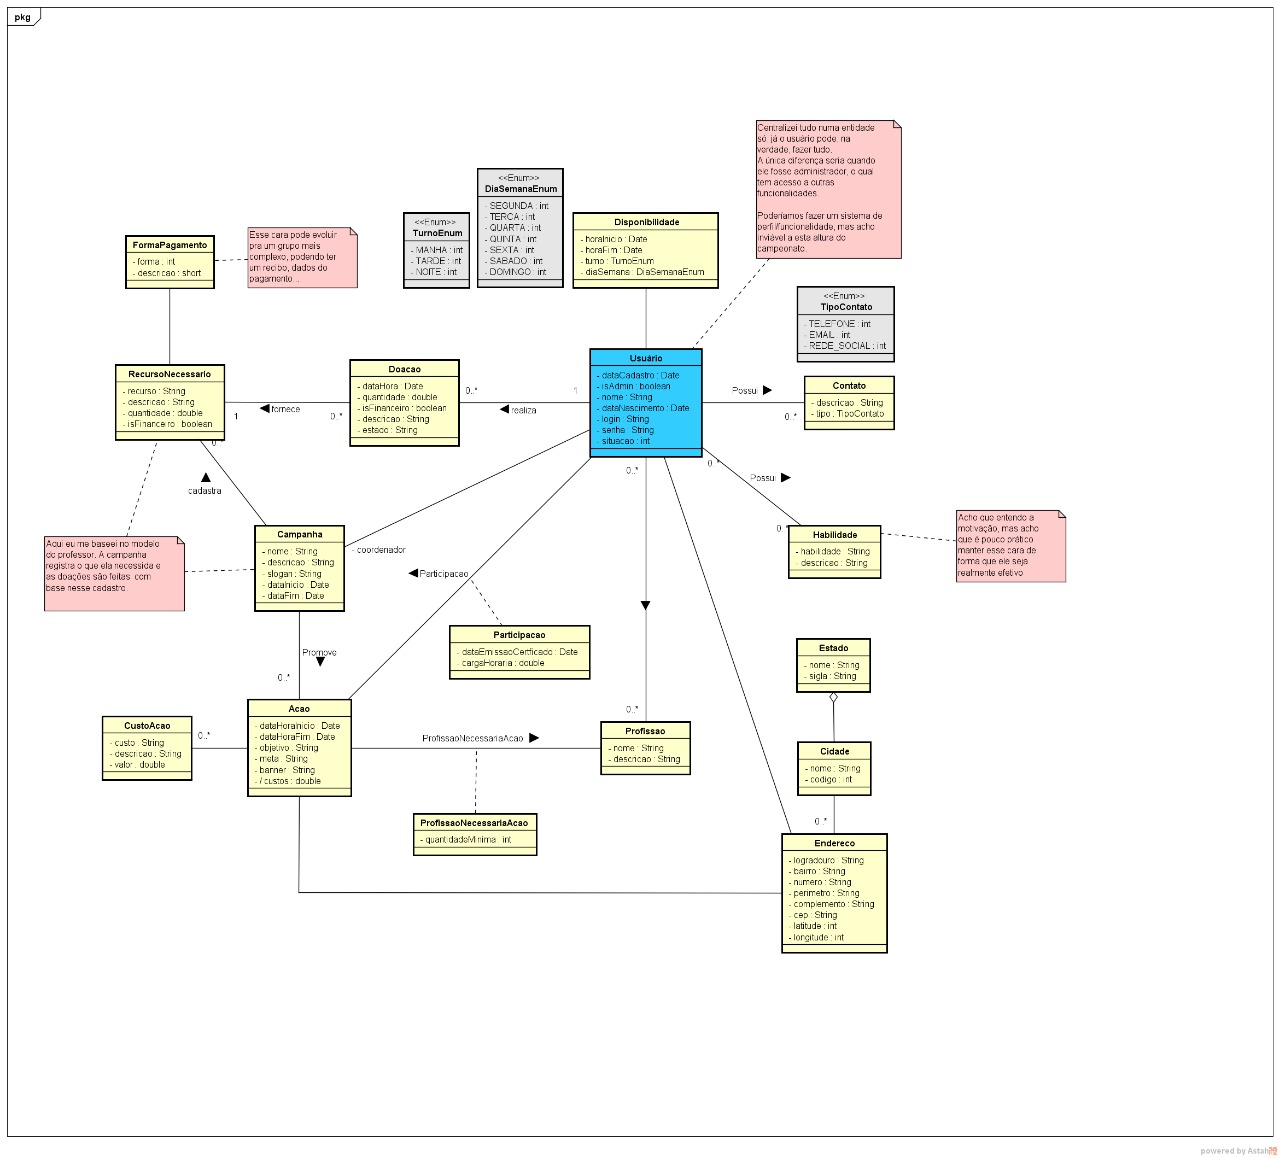 pkg
Centralizei tudo numa entidade
só, já o usuário pode, na
verdade, fazer tudo.
A única diferença seria quando
ele fosse administrador, o qual
tem acesso a outras
funcionalidades.
Poderíamos fazer um sistema de
perfil/funcionalidade, mas acho
inviável a esta altura do
campeonato.
<<Enum>>
DiaSemanaEnum
- SEGUNDA : int
- TERCA : int
- QUARTA : int
- QUINTA : int
- SEXTA : int
- SABADO : int
- DOMINGO : int
<<Enum>>
TurnoEnum
- MANHA : int
- TARDE : int
- NOITE : int
Disponibilidade
- horaInicio : Date
- horaFim : Date
- turno : TurnoEnum
- diaSemana : DiaSemanaEnum
FormaPagamento
- forma : int
- descricao : short
Esse cara pode evoluir
pra um grupo mais
complexo, podendo ter
um recibo, dados do
pagamento...
<<Enum>>
TipoContato
- TELEFONE : int
- EMAIL : int
- REDE_SOCIAL : int
RecursoNecessario
- recurso : String
- descricao : String
- quantidade : double
- isFinanceiro : boolean
1
fornece
0..*
Doacao
- dataHora : Date
- quantidade : double
- isFinanceiro : boolean
- descricao : String
- estado : String
0..*
realiza
1
Usuário
- dataCadastro : Date
- isAdmin : boolean
- nome : String
- dataNascimento : Date
- login : String
- senha : String
- situacao : int
Possui
0..*
Contato
- descricao : String
- tipo : TipoContato
0..*
cadastra
0..*
0..*
Possui
0..*
Habilidade
- habilidade : String
- descricao : String
Acho que entendo a
motivação, mas acho
que é pouco prático
manter esse cara de
forma que ele seja
realmente efetivo
Aqui eu me baseei no modelo
do professor. A campanha
registra o que ela necessida e
as doações são feitas com
base nesse cadastro.
Campanha
- nome : String
- descricao : String
- slogan : String
- dataInicio : Date
- dataFim : Date
- coordenador
Participacao
Participacao
- dataEmissaoCertficado : Date
- cargaHoraria : double
Promove
0..*
Estado
- nome : String
- sigla : String
CustoAcao
- custo : String
- descricao : String
- valor : double
0..*
Acao
- dataHoraInicio : Date
- dataHoraFim : Date
- objetivo : String
- meta : String
- banner : String
- / custos : double
ProfissaoNecessariaAcao
0..*
Profissao
- nome : String
- descricao : String
Cidade
- nome : String
- codigo : int
0..*
ProfissaoNecessariaAcao
- quantidadeMinima : int
Endereco
- logradouro : String
- bairro : String
- numero : String
- perimetro : String
- complemento : String
- cep : String
- latitude : int
- longitude : int
powered by Astah